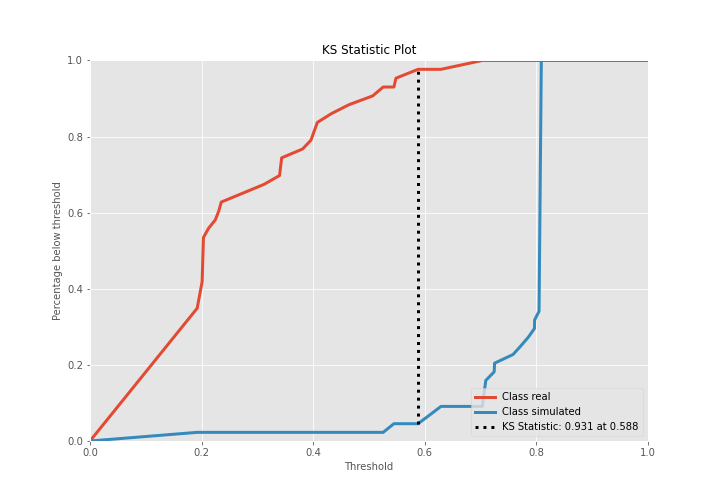 KS Statistic Plot
1.0
0.8
0.6
0.4
0.2
0.0
Percentage below threshold
0.0 0.2 0.4 0.6 0.8 1.0
Threshold
Class real
Class simulated
KS Statistic: 0.931 at 0.588